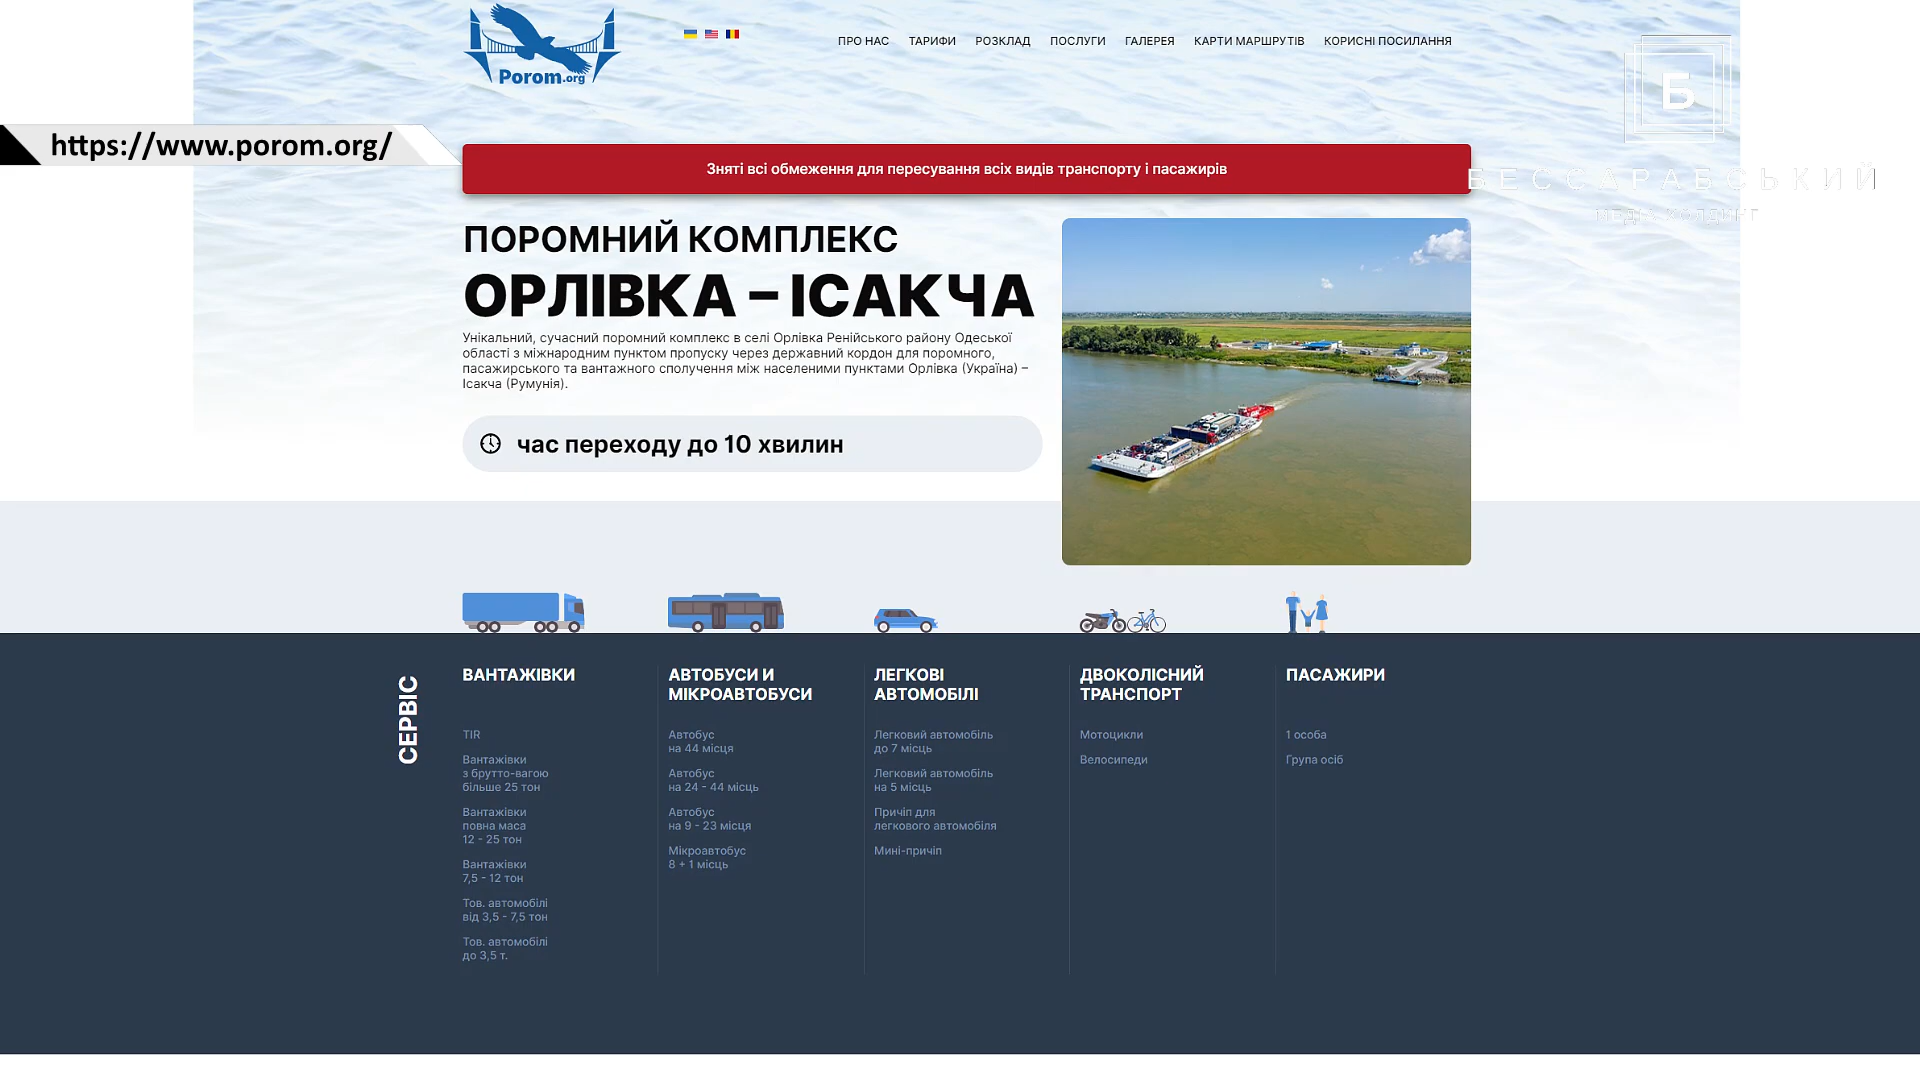 Porom.org
ПРО НАС ТАРИФИ РОЗКЛАД ПОСЛУГИ ГАЛЕРЕЯ КАРТИ МАРШРУТІВ КОРИСНІ ПОСИЛАННЯ
Б
БЕССАРАБСЬКИЙ
МЕДІА ХОЛДИНГ
https://www.porom.org/
Зняті всі обмеження для пересування всіх видів транспорту і пасажирів
ПОРОМНИЙ КОМПЛЕКС
ОРЛІВКА – ІСАКЧА
Унікальний, сучасний поромний комплекс в селі Орлівка Ренійського району Одеської
області з міжнародним пунктом пропуску через державний кордон для поромного,
пасажирського та вантажного сполучення між населеними пунктами Орлівка (Україна) –
Ісакча (Румунія).
час переходу до 10 хвилин
СЕРВІС
ВАНТАЖІВКИ
TIR
Вантажівки
з брутто-вагою
більше 25 тон
Вантажівки
повна маса
12 - 25 тон
Вантажівки
7,5 - 12 тон
Тов. автомобілі
від 3,5 - 7,5 тон
Тов. автомобілі
до 3,5 т.
АВТОБУСИ И
МІКРОАВТОБУСИ
Автобус
на 44 місця
Автобус
на 24 - 44 місць
Автобус
на 9 - 23 місця
Мікроавтобус
8 + 1 місць
ЛЕГКОВІ
АВТОМОБІЛІ
Легковий автомобіль
до 7 місць
Легковий автомобіль
на 5 місць
Причіп для
легкового автомобіля
Мині-причіп
ДВОКОЛІСНИЙ
ТРАНСПОРТ
Мотоцикли
Велосипеди
ПАСАЖИРИ
1 особа
Група осіб